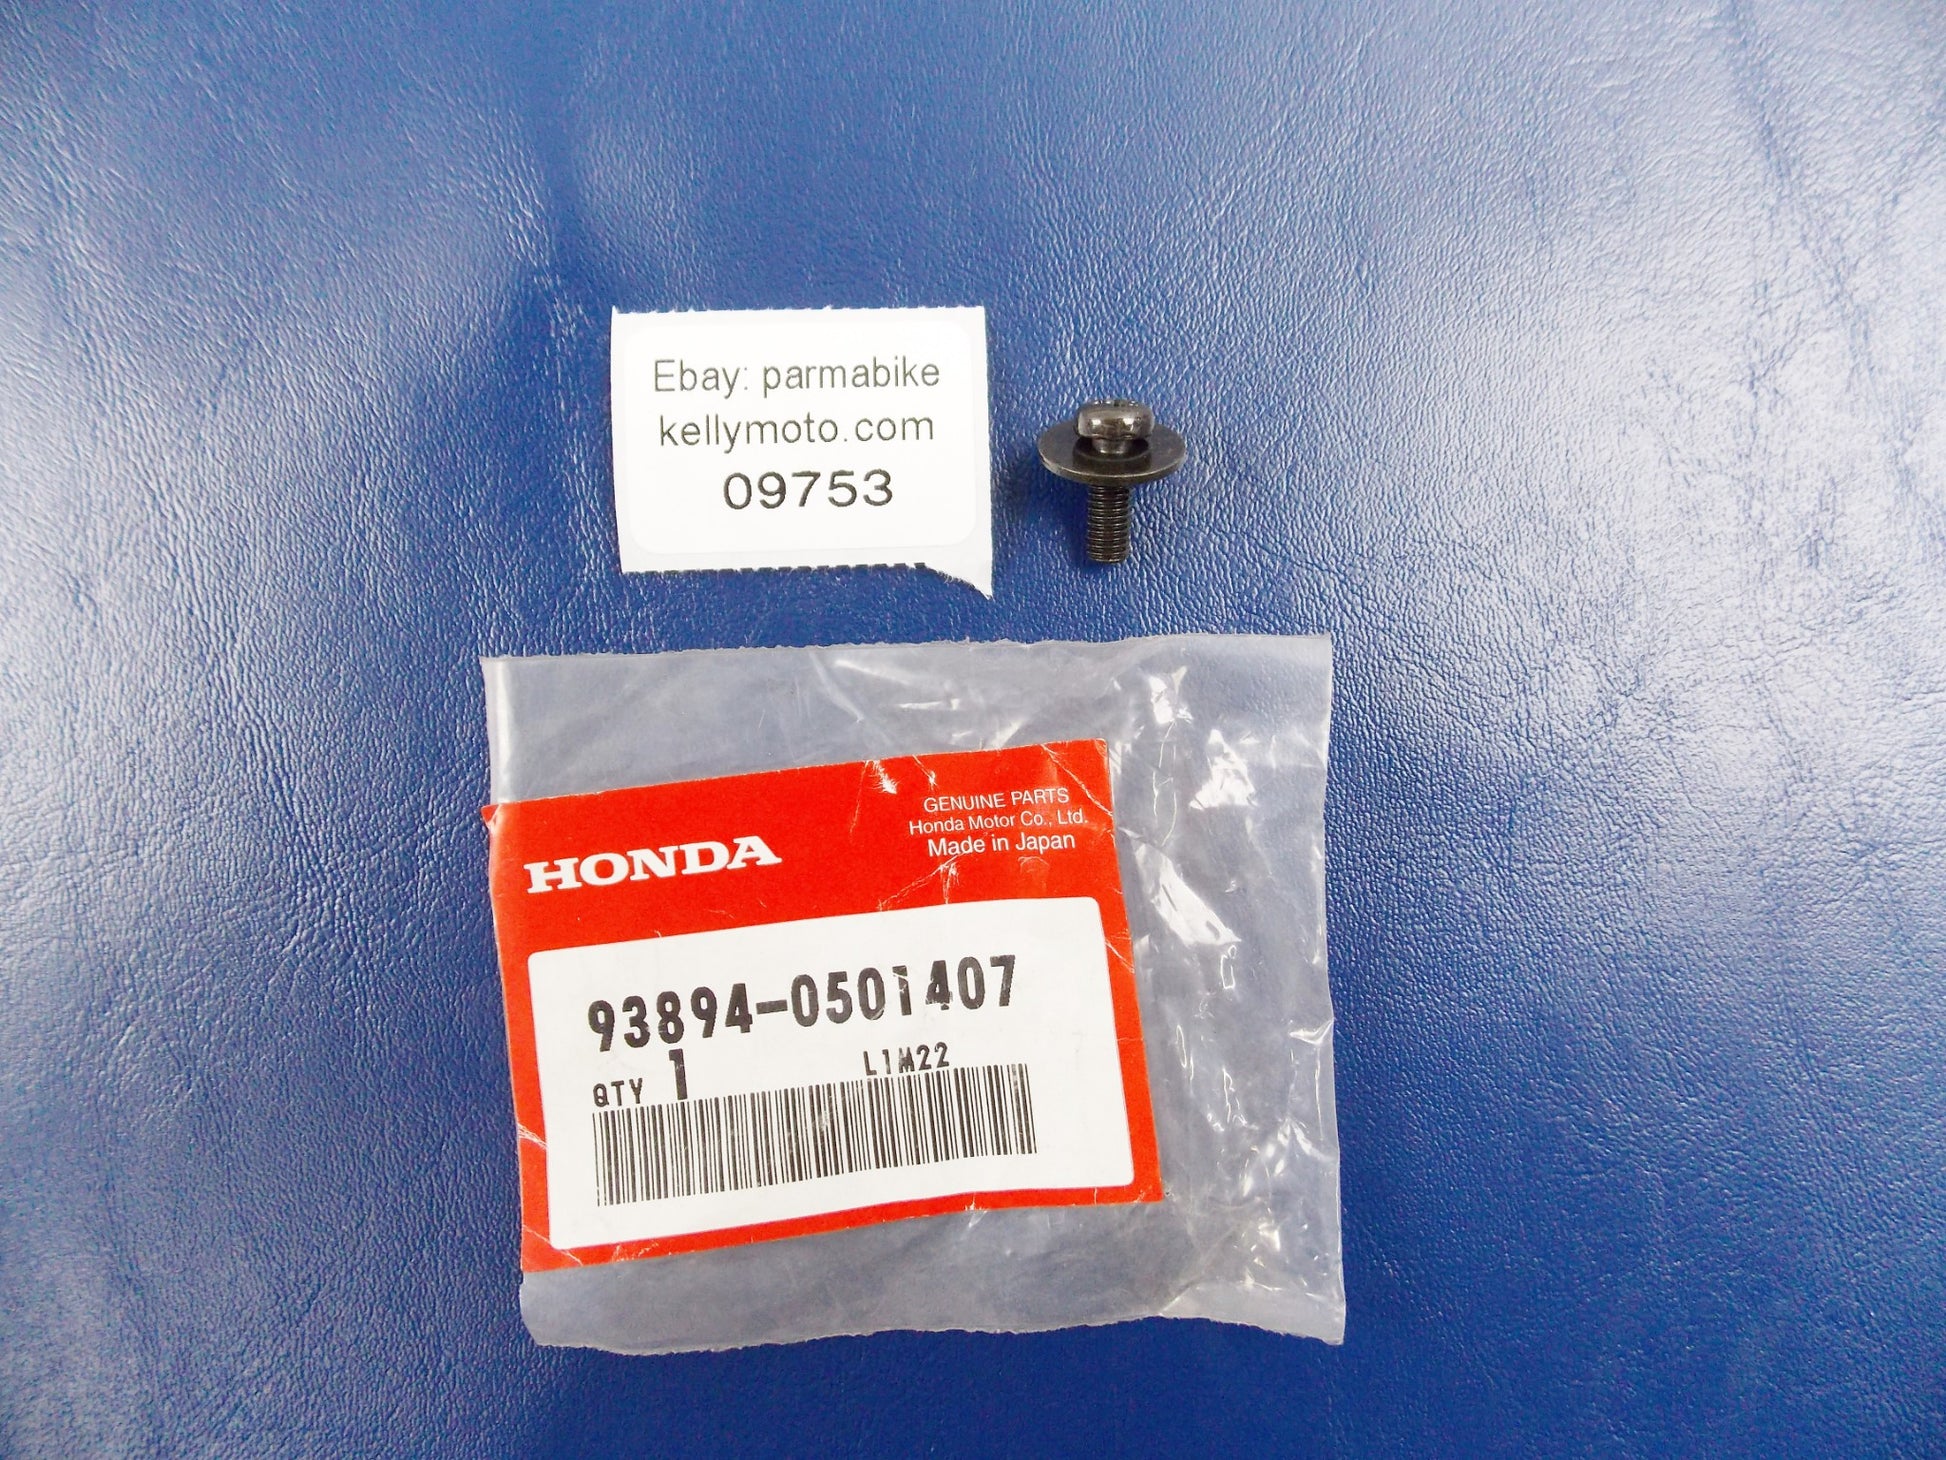 Ebay: parmabike
kellymoto.com
09753
HONDA
GENUINE PARTS
Honda Motor Co., Ltd.
Made in Japan
93894-0501407
QTY 1 L1M22